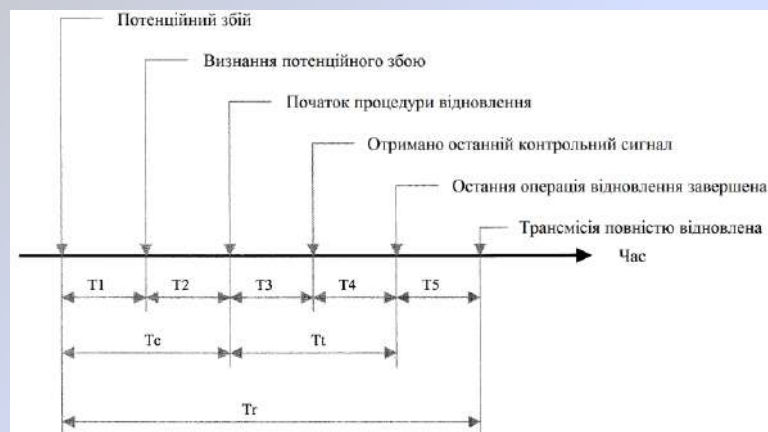 Потенційний збій
Визнання потенційного збою
Початок процедури відновлення
Отримано останній контрольний сигнал
Остання операція відновлення завершена
Трансмісія повністю відновлена
Час
T1 T2 T3 T4 T5
Tc Tt
Tr